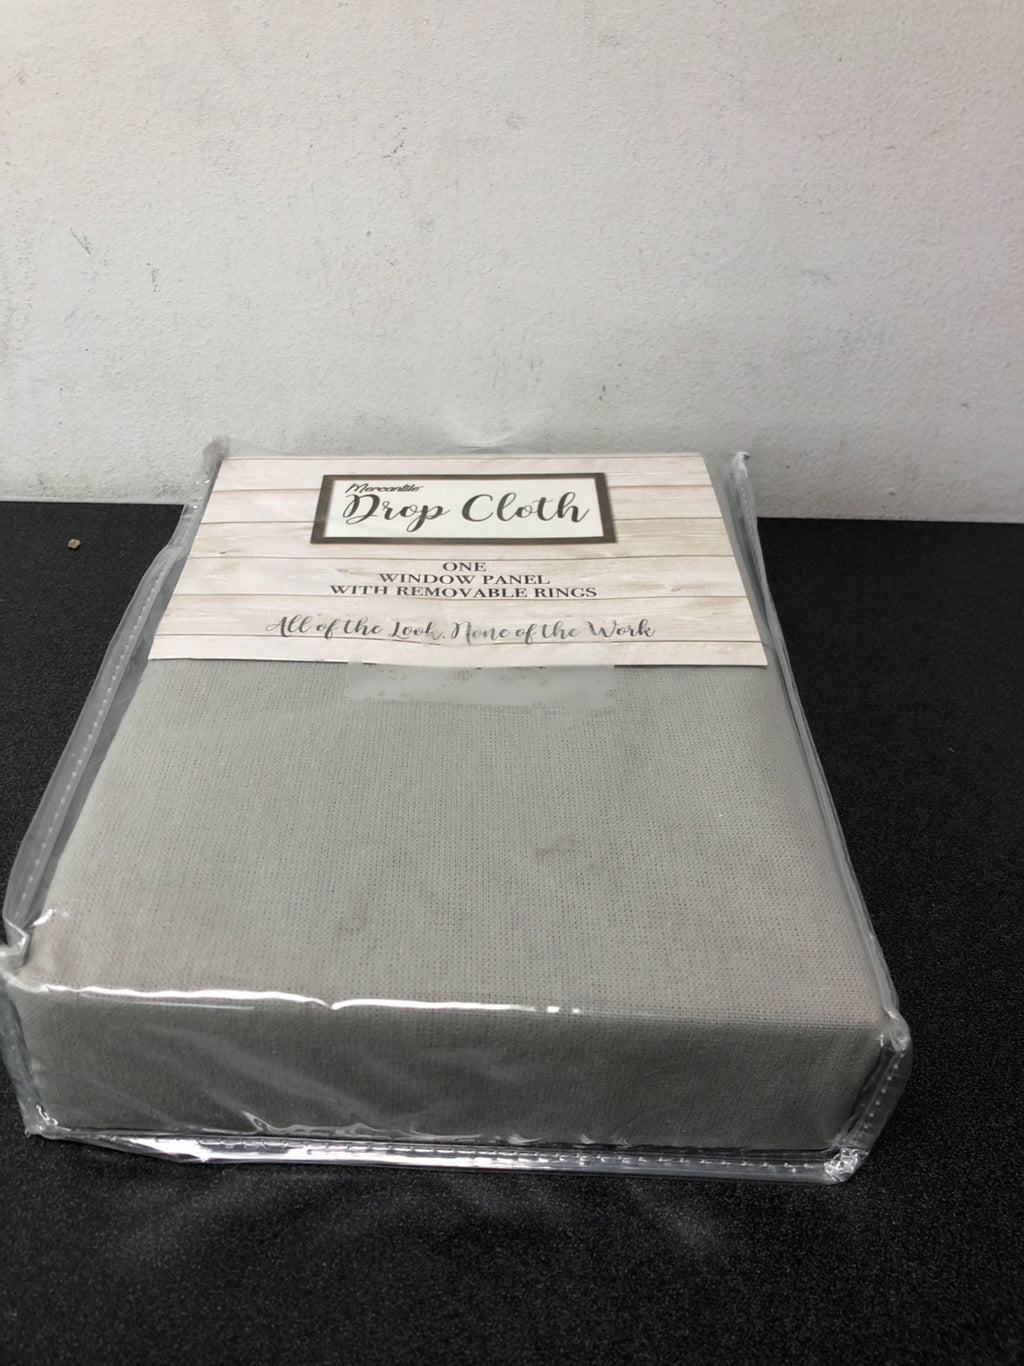 Mercantile
Drop Cloth
ONE
WINDOW PANEL
WITH REMOVABLE RINGS
All of the Look. None of the Work